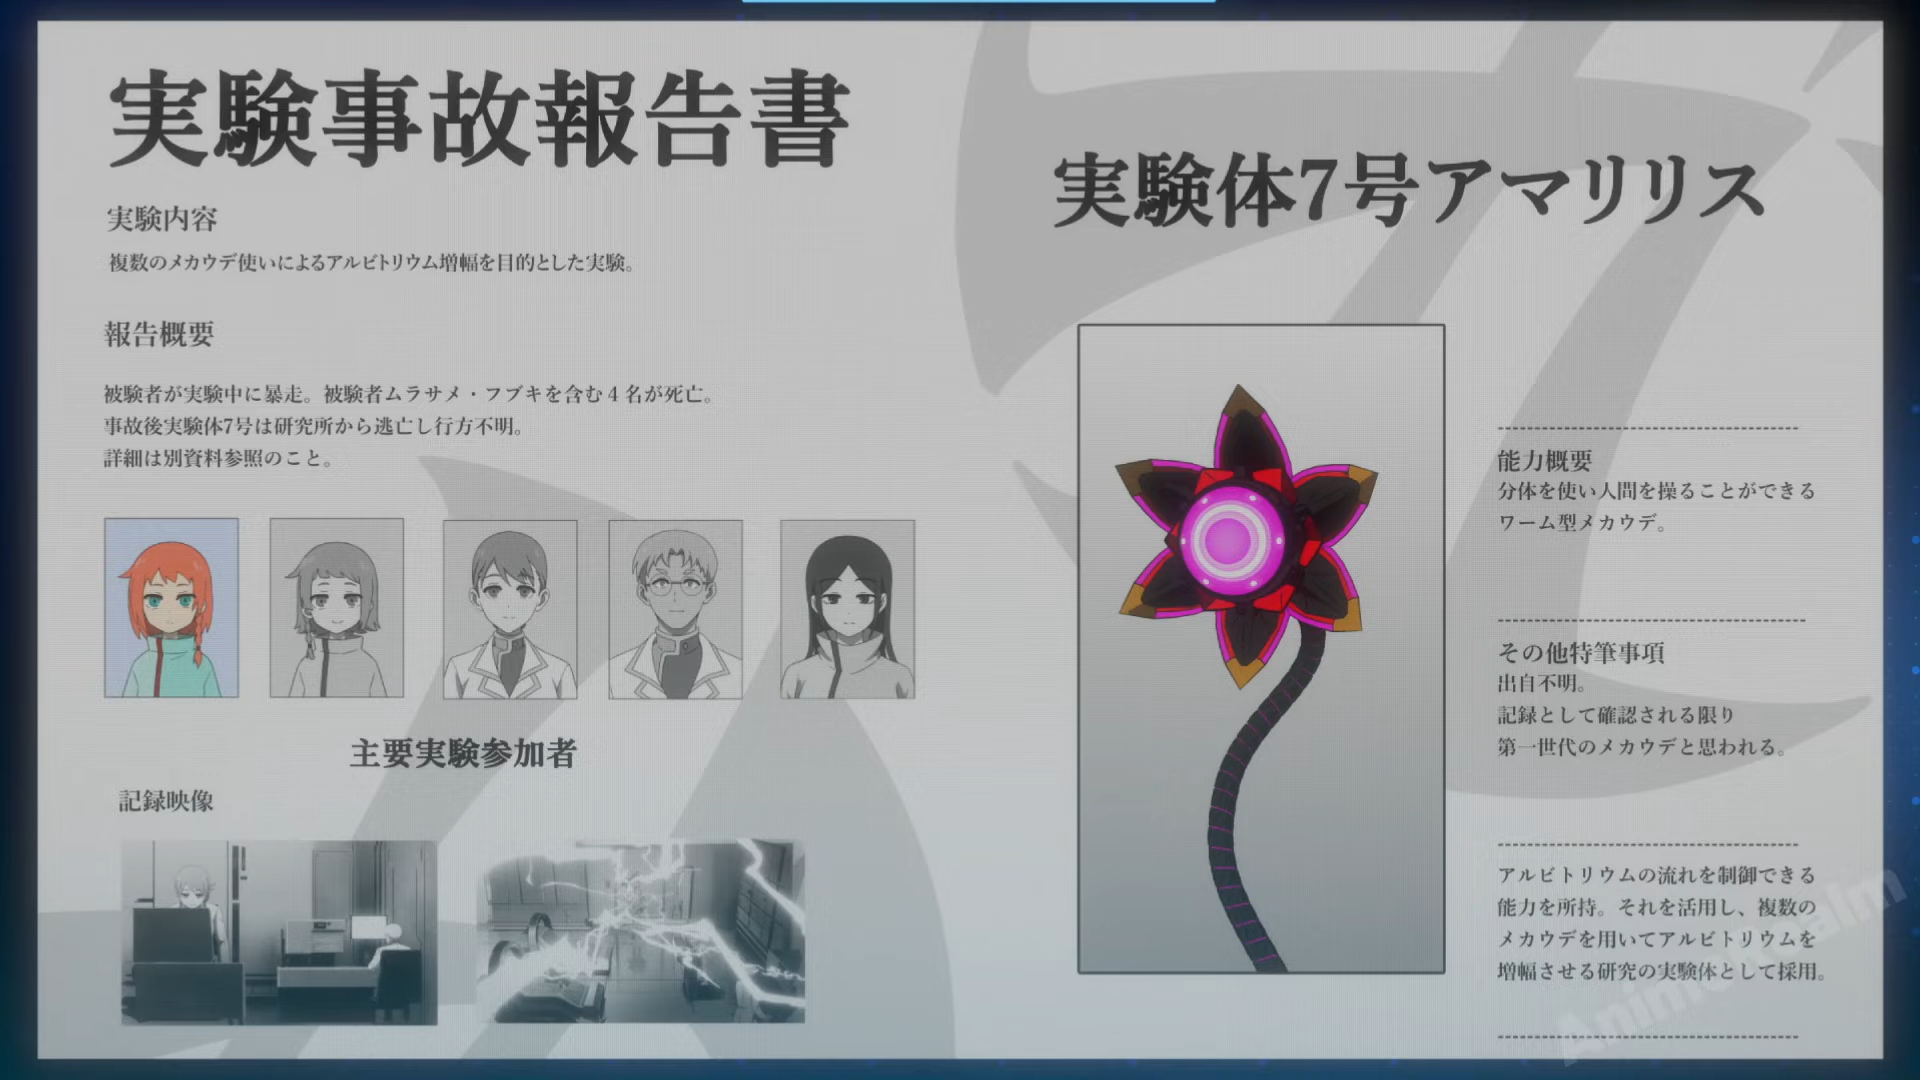 実験事故報告書
実験内容
複数のメカウデ使いによるアルビトリウム増幅を目的とした実験。
報告概要
被験者が実験中に暴走。被験者ムラサメ・フブキを含む4名が死亡。
事故後実験体7号は研究所から逃亡し行方不明。
詳細は別資料参照のこと。
主要実験参加者
記録映像
実験体7号アマリリス
能力概要
分体を使い人間を操ることができる
ワーム型メカウデ。
その他特筆事項
出自不明。
記録として確認される限り
第一世代のメカウデと思われる。
アルビトリウムの流れを制御できる
能力を所持。それを活用し、複数の
メカウデを用いてアルビトリウムを
増幅させる研究の実験体として採用。